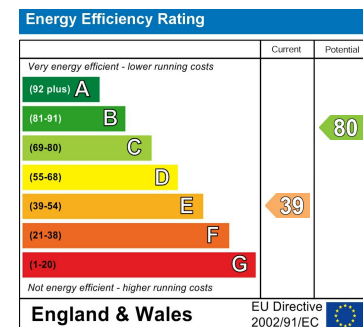 Energy Efficiency Rating
Current Potential
Very energy efficient - lower running costs
(92 plus) A
(81-91) B
(69-80) C
(55-68) D
(39-54) E
(21-38) F
(1-20) G
80
39
Not energy efficient - higher running costs
England & Wales
EU Directive
2002/91/EC